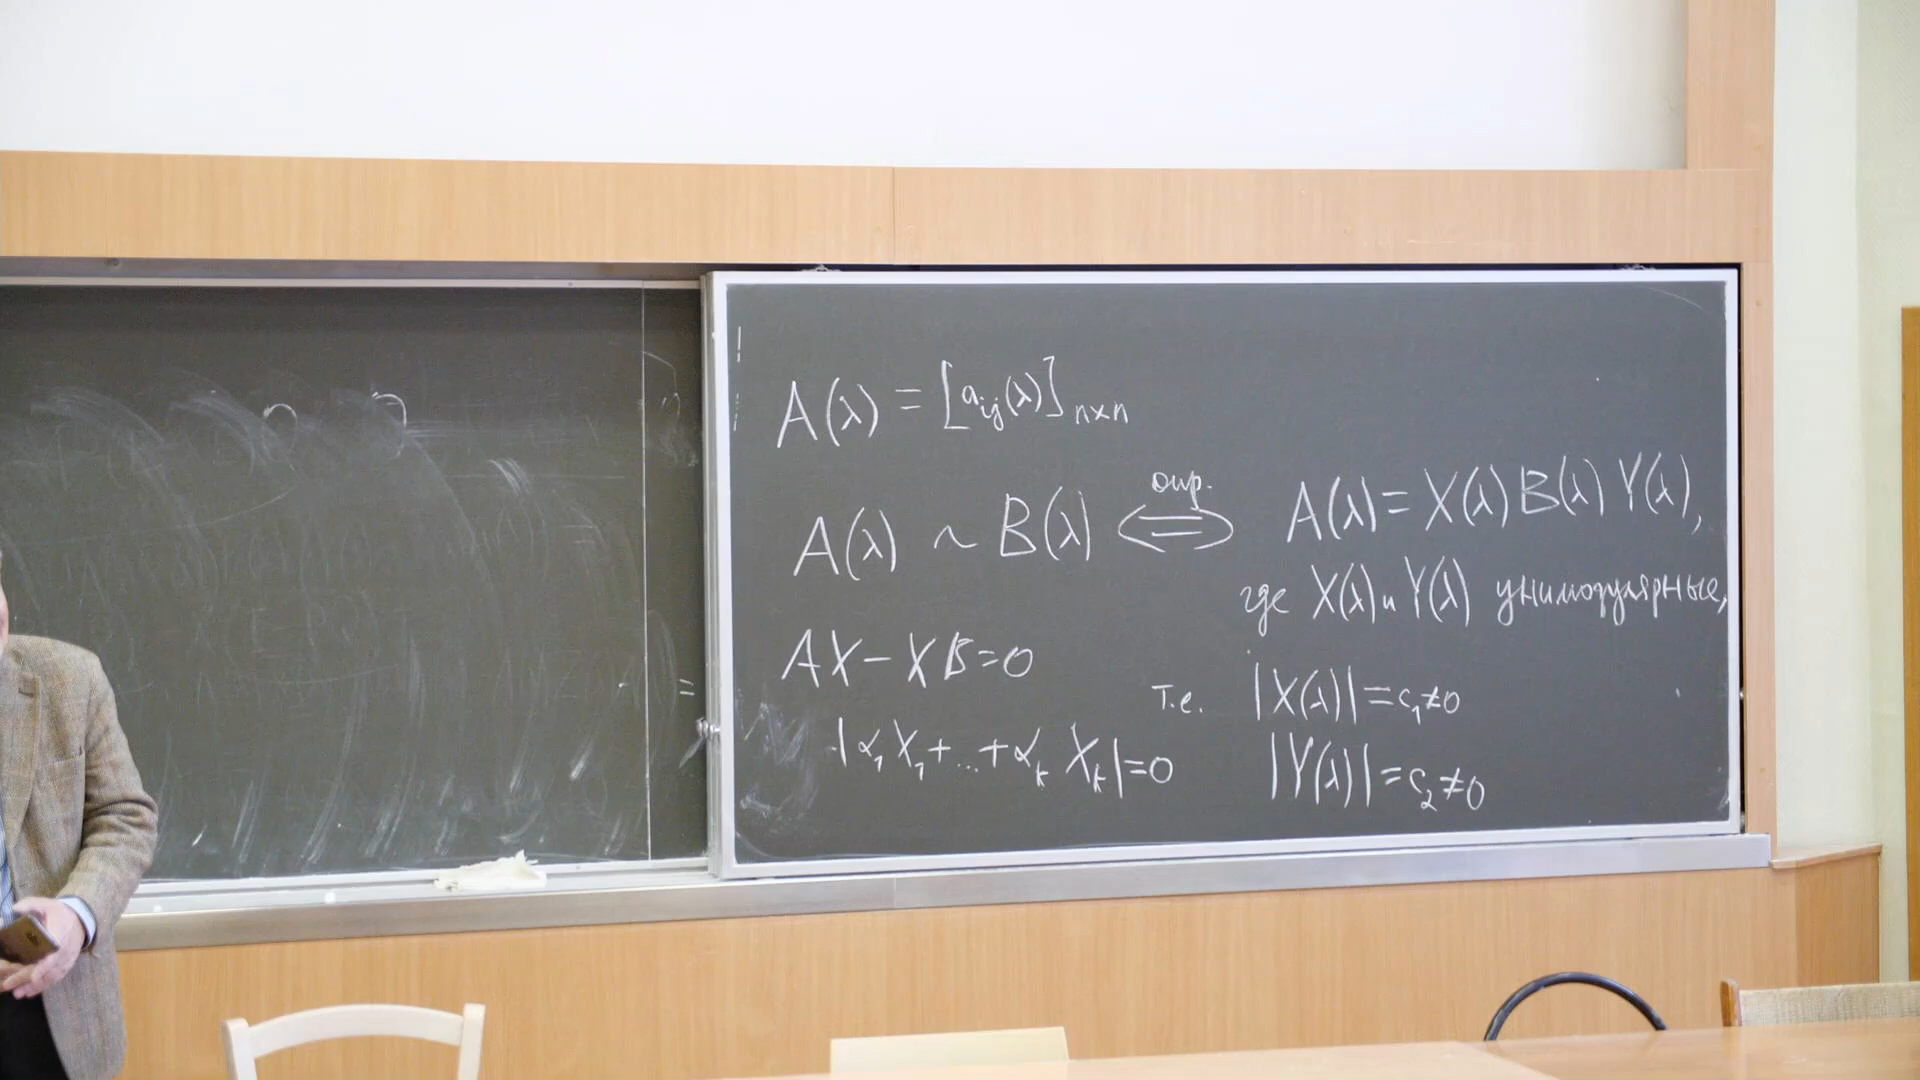 A(λ) = [a_ij(λ)]_n×n
A(λ) ~ B(λ) ⟺ опр. A(λ) = X(λ) B(λ) Y(λ),
где X(λ) и Y(λ) унимодулярные,
AX − XB = 0
т.е. |X(λ)| = c₁ ≠ 0
|α₁X₁ + ... + α_k X_k| = 0
|Y(λ)| = c₂ ≠ 0